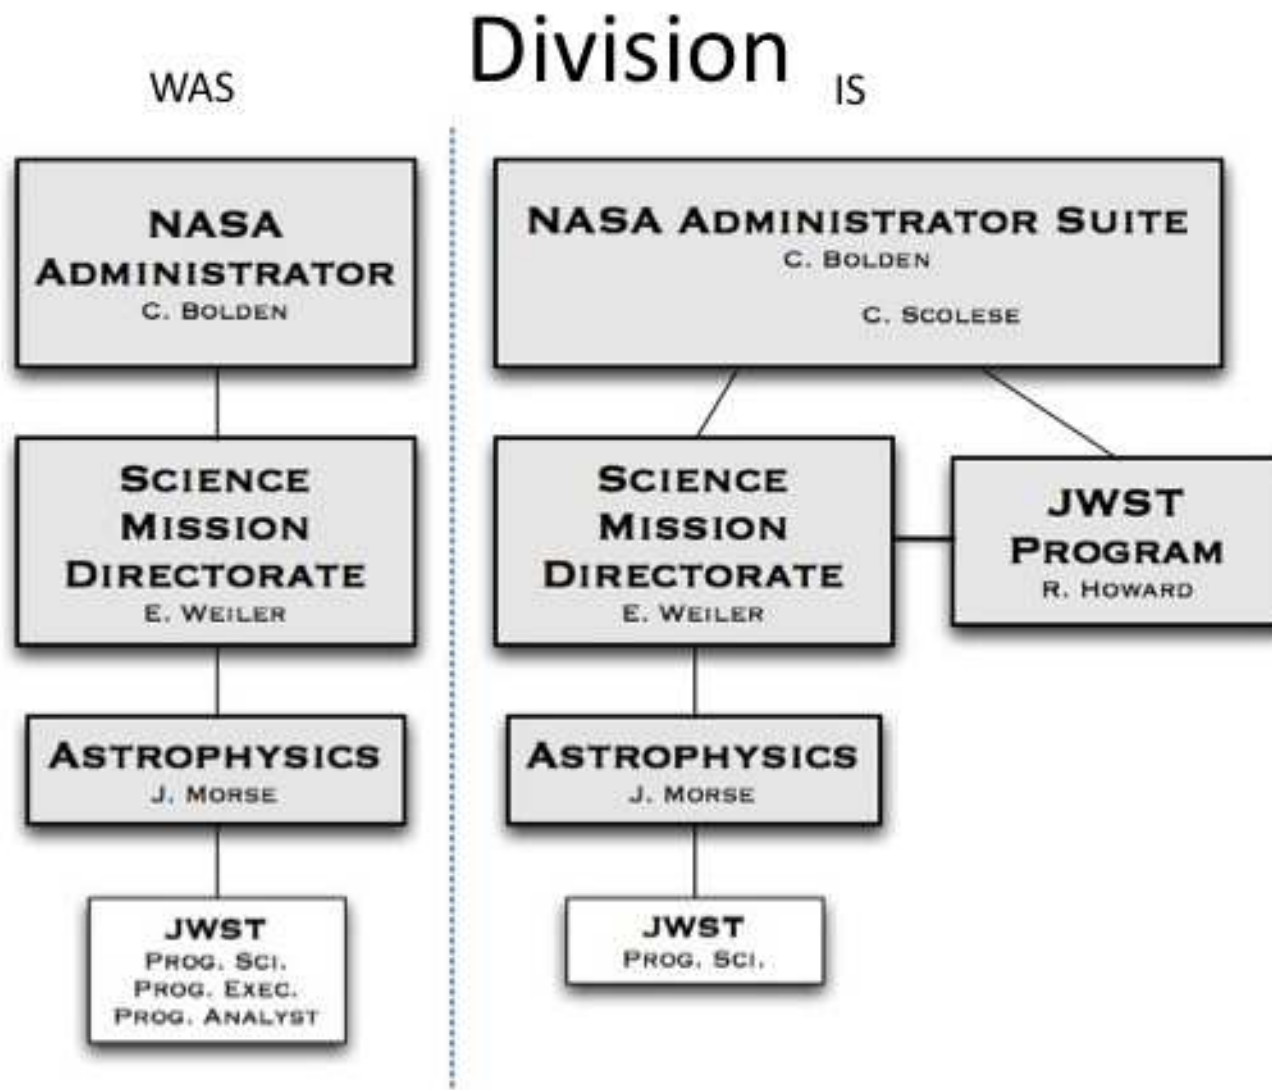 Division
WAS
NASA
ADMINISTRATOR
C. BOLDEN
SCIENCE
MISSION
DIRECTORATE
E. WEILER
ASTROPHYSICS
J. MORSE
JWST
PROG. SCI.
PROG. EXEC.
PROG. ANALYST
IS
NASA ADMINISTRATOR SUITE
C. BOLDEN
C. SCOLESE
SCIENCE
MISSION
DIRECTORATE
E. WEILER
JWST
PROGRAM
R. HOWARD
ASTROPHYSICS
J. MORSE
JWST
PROG. SCI.